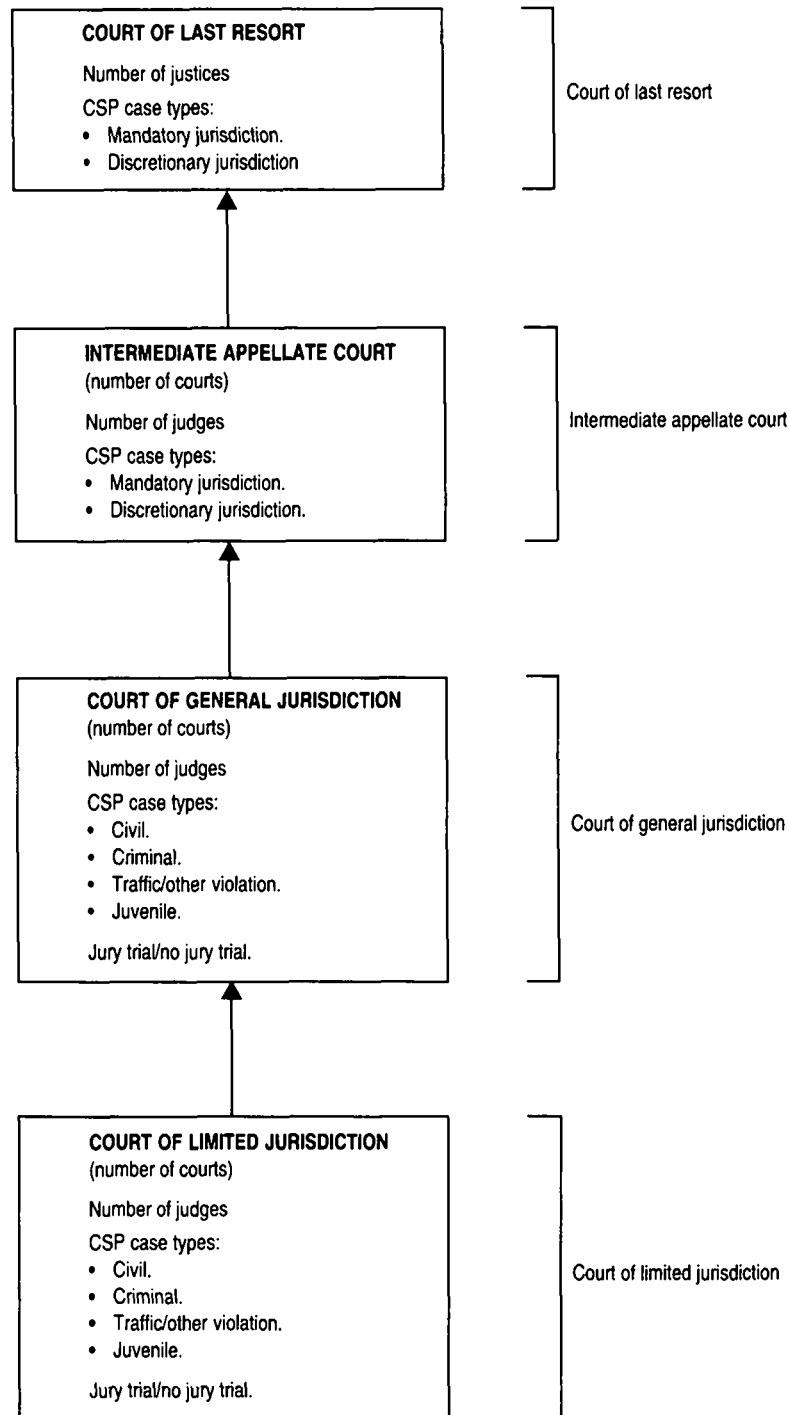 COURT OF LAST RESORT
Number of justices
CSP case types:
• Mandatory jurisdiction.
• Discretionary jurisdiction
Court of last resort
INTERMEDIATE APPELLATE COURT
(number of courts)
Number of judges
CSP case types:
• Mandatory jurisdiction.
• Discretionary jurisdiction.
Intermediate appellate court
COURT OF GENERAL JURISDICTION
(number of courts)
Number of judges
CSP case types:
• Civil.
• Criminal.
• Traffic/other violation.
• Juvenile.
Jury trial/no jury trial.
Court of general jurisdiction
COURT OF LIMITED JURISDICTION
(number of courts)
Number of judges
CSP case types:
• Civil.
• Criminal.
• Traffic/other violation.
• Juvenile.
Jury trial/no jury trial.
Court of limited jurisdiction